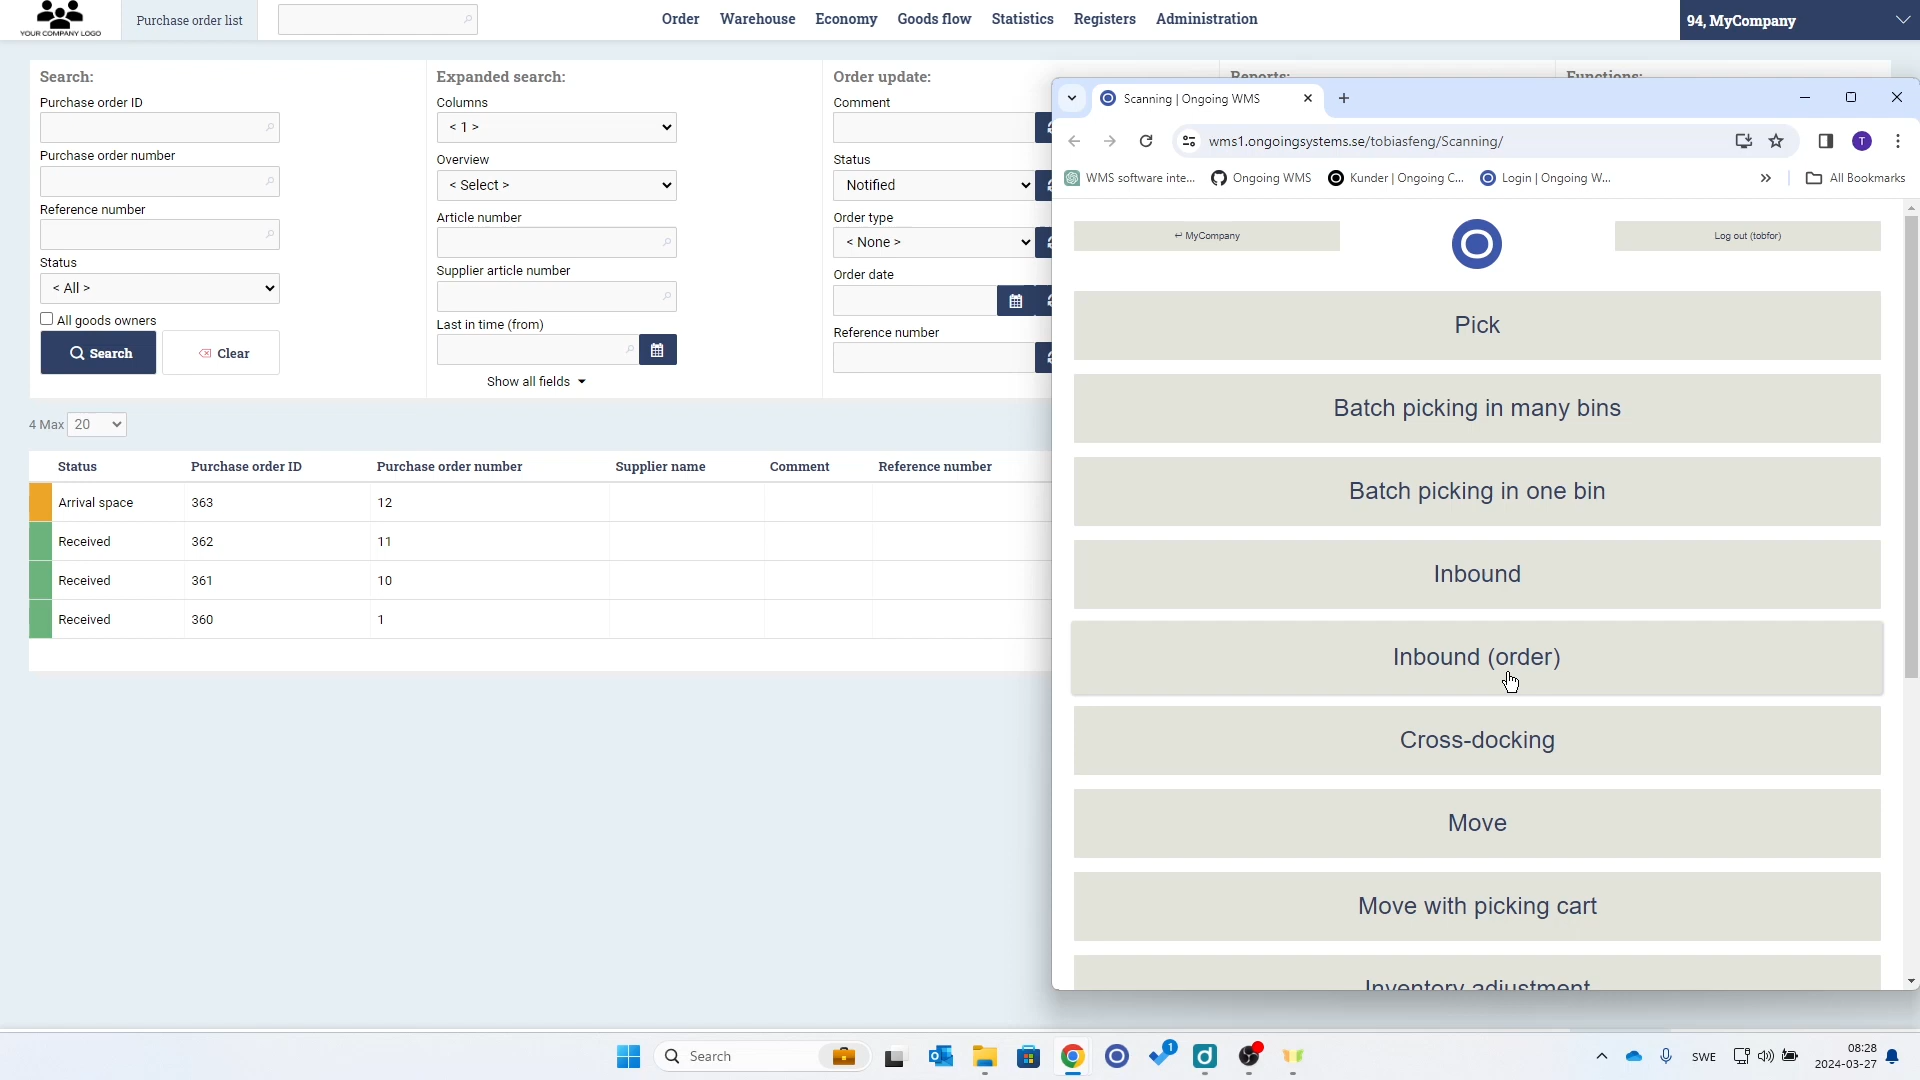 YOUR COMPANY LOGO
Purchase order list
Order Warehouse Economy Goods flow Statistics Registers Administration
94, MyCompany
Search:
Purchase order ID
Purchase order number
Reference number
Status
< All >
All goods owners
Search
Clear
Expanded search:
Columns
< 1 >
Overview
< Select >
Article number
Supplier article number
Last in time (from)
Show all fields
Order update:
Comment
Status
Notified
Order type
< None >
Order date
Reference number
Reports:
Functions:
4 Max 20
Status Purchase order ID Purchase order number Supplier name Comment Reference number
Arrival space 363 12
Received 362 11
Received 361 10
Received 360 1
Scanning | Ongoing WMS
wms1.ongoingsystems.se/tobiasfeng/Scanning/
T
WMS software inte... Ongoing WMS Kunder | Ongoing C... Login | Ongoing W... » All Bookmarks
↵ MyCompany
Log out (tobfor)
Pick
Batch picking in many bins
Batch picking in one bin
Inbound
Inbound (order)
Cross-docking
Move
Move with picking cart
Inventory adjustment
Search
1
SWE
08:28
2024-03-27